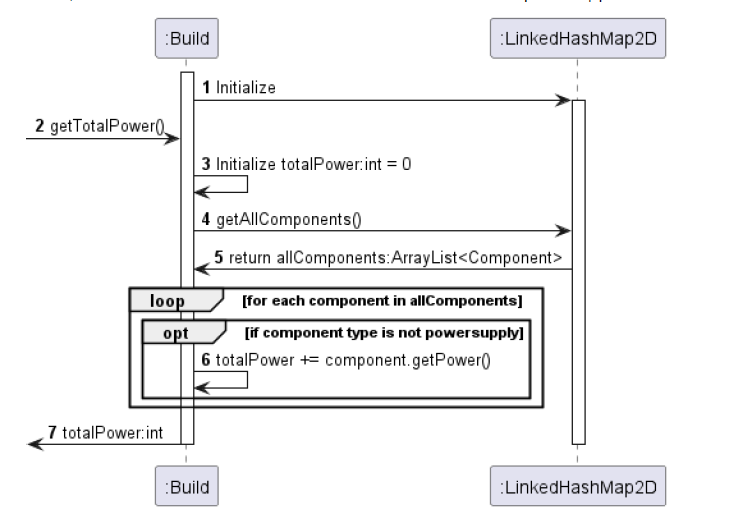 :Build
:LinkedHashMap2D
1 Initialize
2 getTotalPower()
3 Initialize totalPower:int = 0
4 getAllComponents()
5 return allComponents:ArrayList<Component>
loop [for each component in allComponents]
opt [if component type is not powersupply]
6 totalPower += component.getPower()
7 totalPower:int
:Build
:LinkedHashMap2D